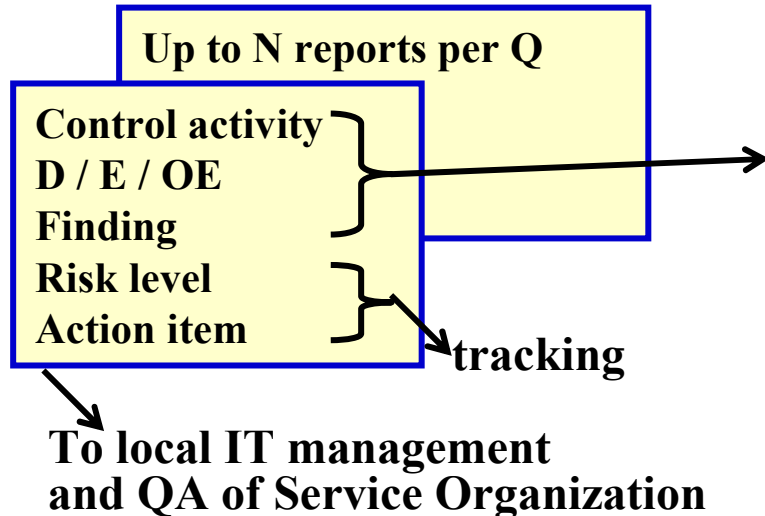 Up to N reports per Q
Control activity
D / E / OE
Finding
Risk level
Action item
tracking
To local IT management
and QA of Service Organization